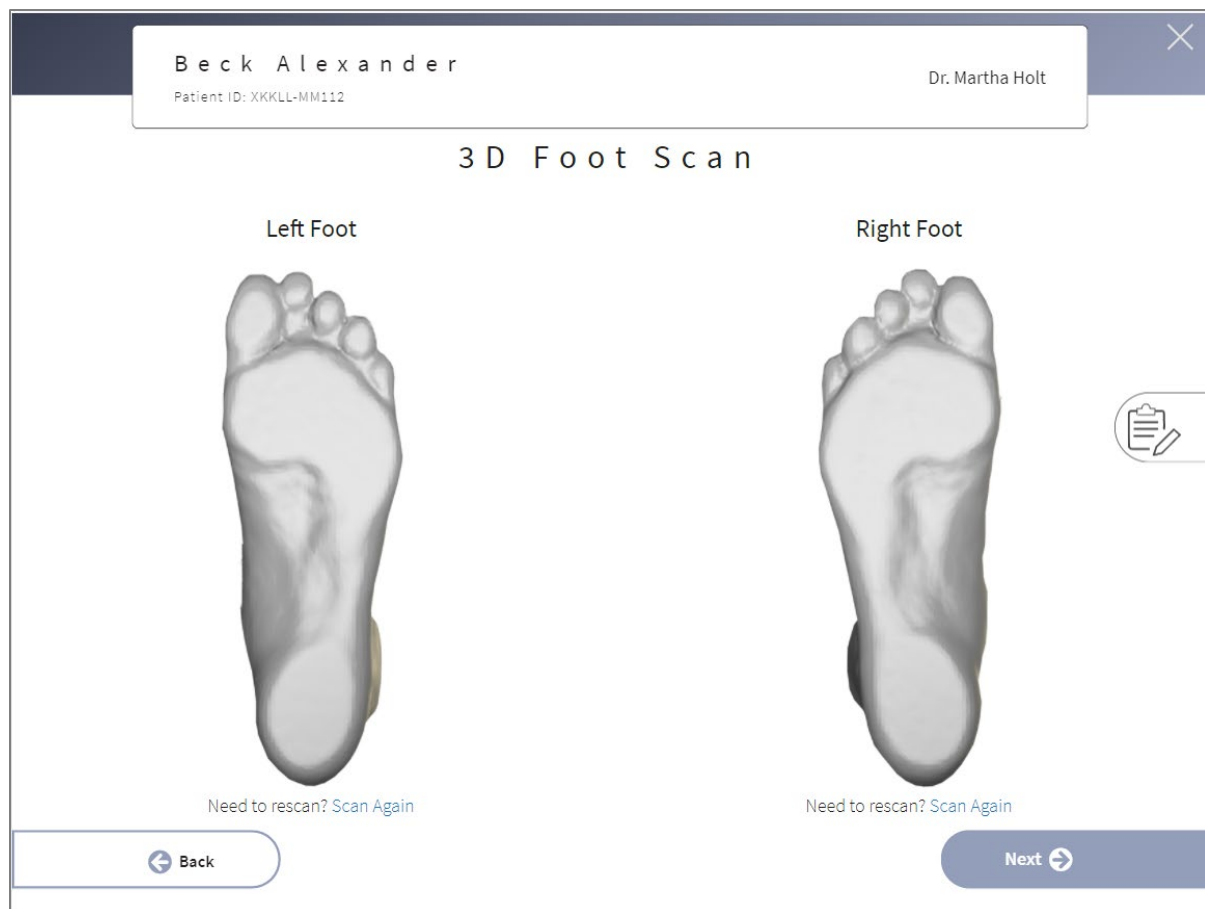 Beck Alexander
Patient ID: XKKLL-MM112
Dr. Martha Holt
3D Foot Scan
Left Foot
Right Foot
Need to rescan? Scan Again
Need to rescan? Scan Again
Back
Next